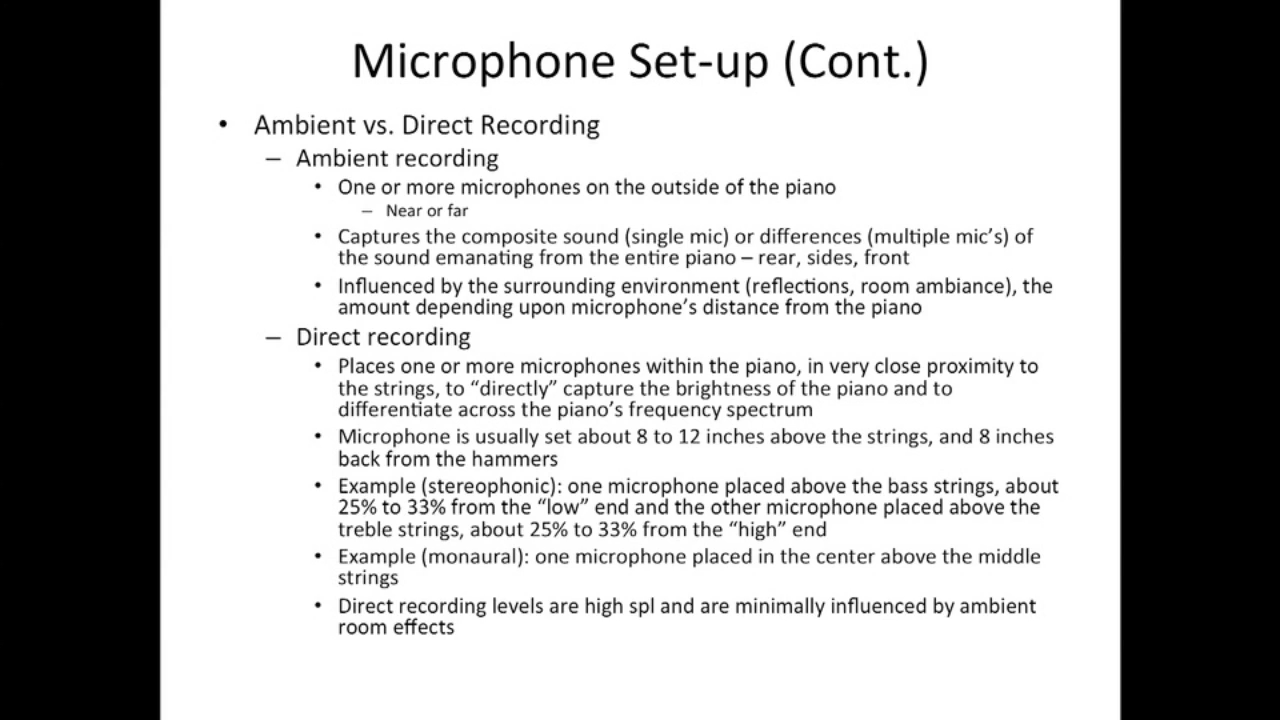 Microphone Set-up (Cont.)
• Ambient vs. Direct Recording
– Ambient recording
• One or more microphones on the outside of the piano
– Near or far
• Captures the composite sound (single mic) or differences (multiple mic’s) of
the sound emanating from the entire piano – rear, sides, front
• Influenced by the surrounding environment (reflections, room ambiance), the
amount depending upon microphone’s distance from the piano
– Direct recording
• Places one or more microphones within the piano, in very close proximity to
the strings, to “directly” capture the brightness of the piano and to
differentiate across the piano’s frequency spectrum
• Microphone is usually set about 8 to 12 inches above the strings, and 8 inches
back from the hammers
• Example (stereophonic): one microphone placed above the bass strings, about
25% to 33% from the “low” end and the other microphone placed above the
treble strings, about 25% to 33% from the “high” end
• Example (monaural): one microphone placed in the center above the middle
strings
• Direct recording levels are high spl and are minimally influenced by ambient
room effects